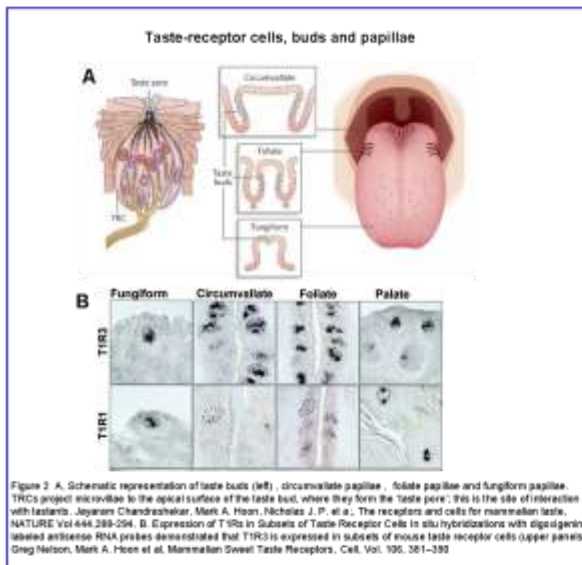 Taste-receptor cells, buds and papillae
A
Taste pore
Circumvallate
Foliate
Taste
buds
TRC
Fungiform
B
Fungiform Circumvallate Foliate Palate
T1R3
T1R1
Figure 2 A, Schematic representation of taste buds (left) , circumvallate papillae , foliate papillae and fungiform papillae.
TRCs project microvillae to the apical surface of the taste bud, where they form the 'taste pore'; this is the site of interaction
with tastants. Jayaram Chandrashekar, Mark A. Hoon, Nicholas J. P. et al, The receptors and cells for mammalian taste.
NATURE Vol 444,288-294. B. Expression of T1Rs in Subsets of Taste Receptor Cells In situ hybridizations with digoxigenin
labeled antisense RNA probes demonstrated that T1R3 is expressed in subsets of mouse taste receptor cells (upper panels
Greg Nelson, Mark A. Hoon et al. Mammalian Sweet Taste Receptors. Cell, Vol. 106, 381–390